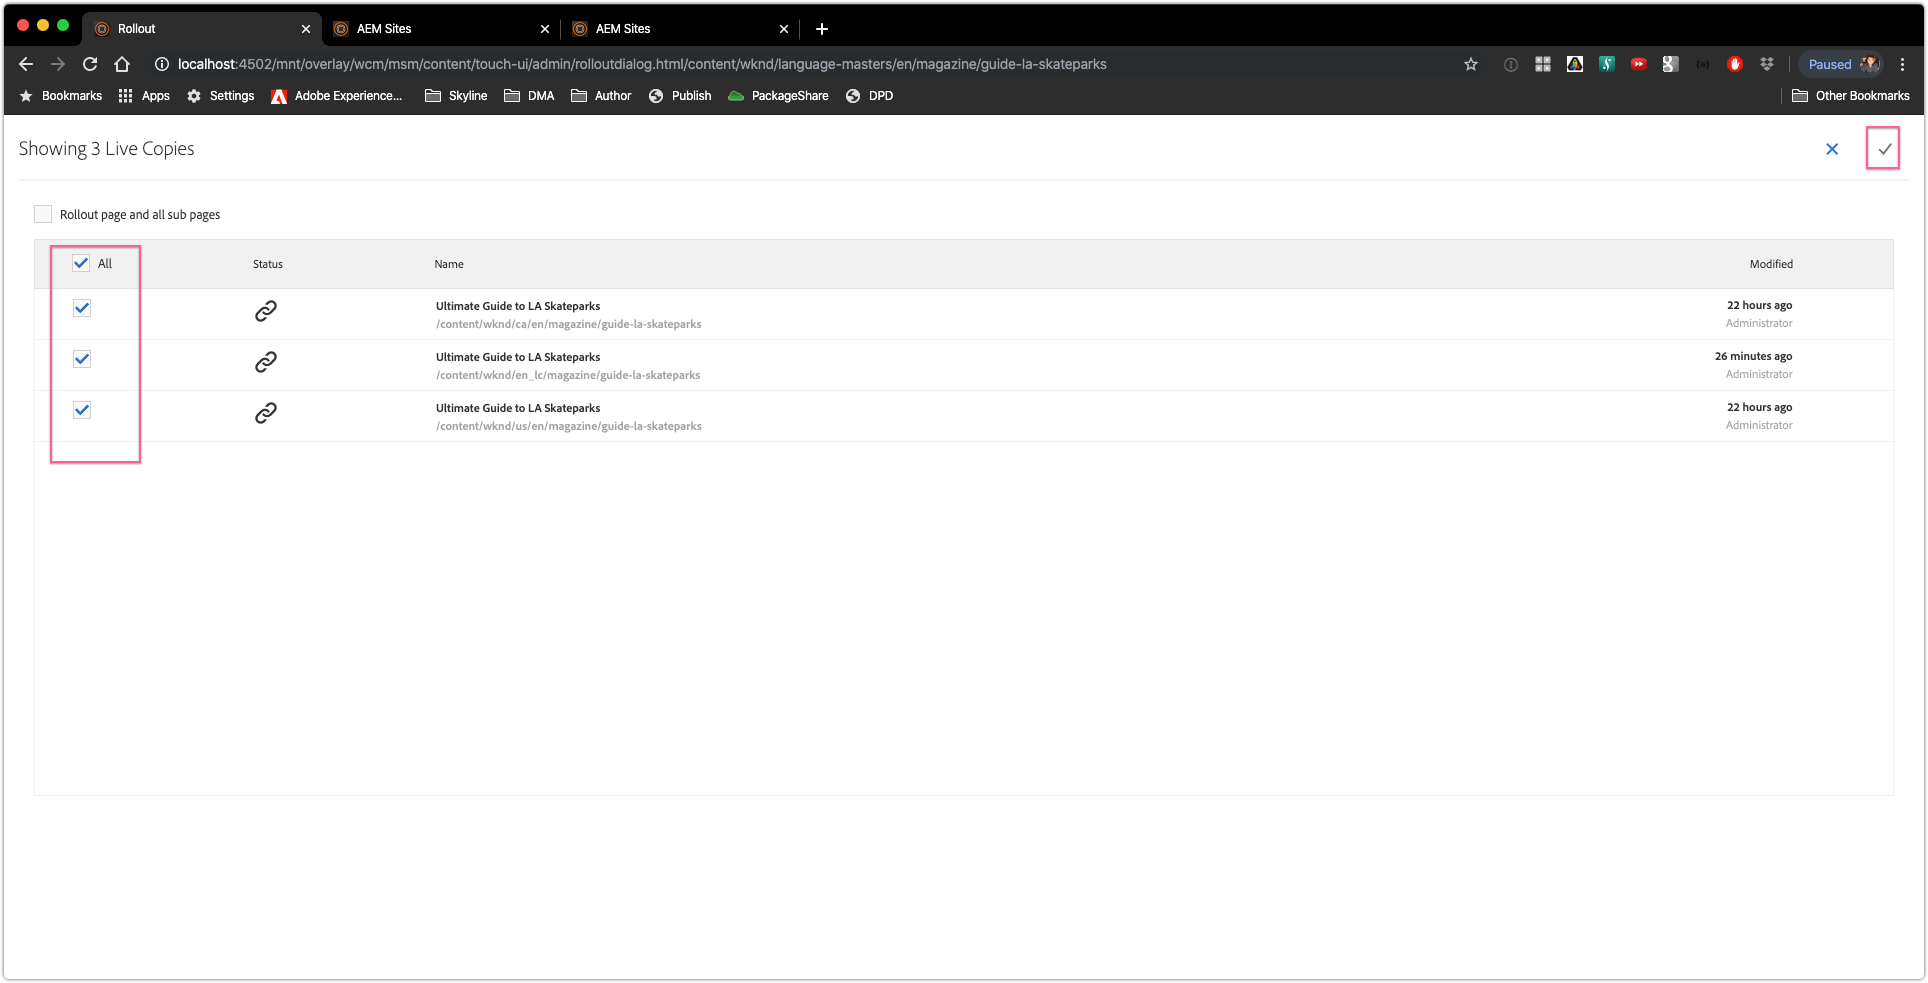 Rollout
AEM Sites
AEM Sites
localhost:4502/mnt/overlay/wcm/msm/content/touch-ui/admin/rolloutdialog.html/content/wknd/language-masters/en/magazine/guide-la-skateparks
Paused
Bookmarks Apps Settings Adobe Experience... Skyline DMA Author Publish PackageShare DPD Other Bookmarks
Showing 3 Live Copies
Rollout page and all sub pages
All Status Name Modified
Ultimate Guide to LA Skateparks 22 hours ago
/content/wknd/ca/en/magazine/guide-la-skateparks Administrator
Ultimate Guide to LA Skateparks 26 minutes ago
/content/wknd/en_lc/magazine/guide-la-skateparks Administrator
Ultimate Guide to LA Skateparks 22 hours ago
/content/wknd/us/en/magazine/guide-la-skateparks Administrator